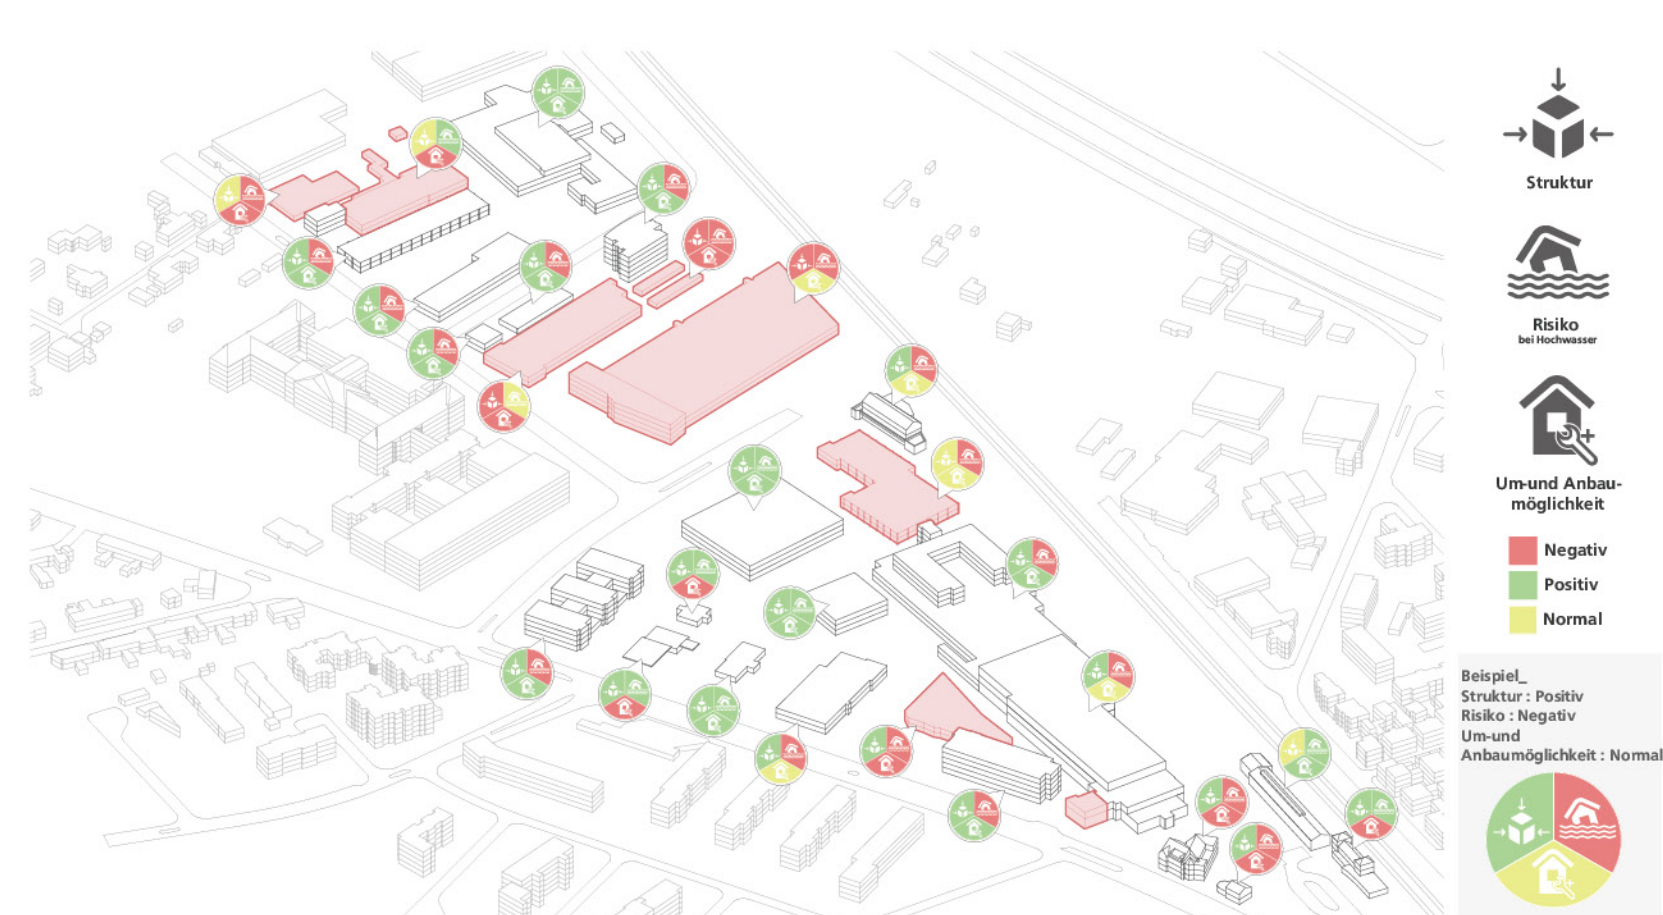 Struktur
Risiko
bei Hochwasser
Um-und Anbau-
möglichkeit
Negativ
Positiv
Normal
Beispiel_
Struktur : Positiv
Risiko : Negativ
Um-und
Anbaumöglichkeit : Normal